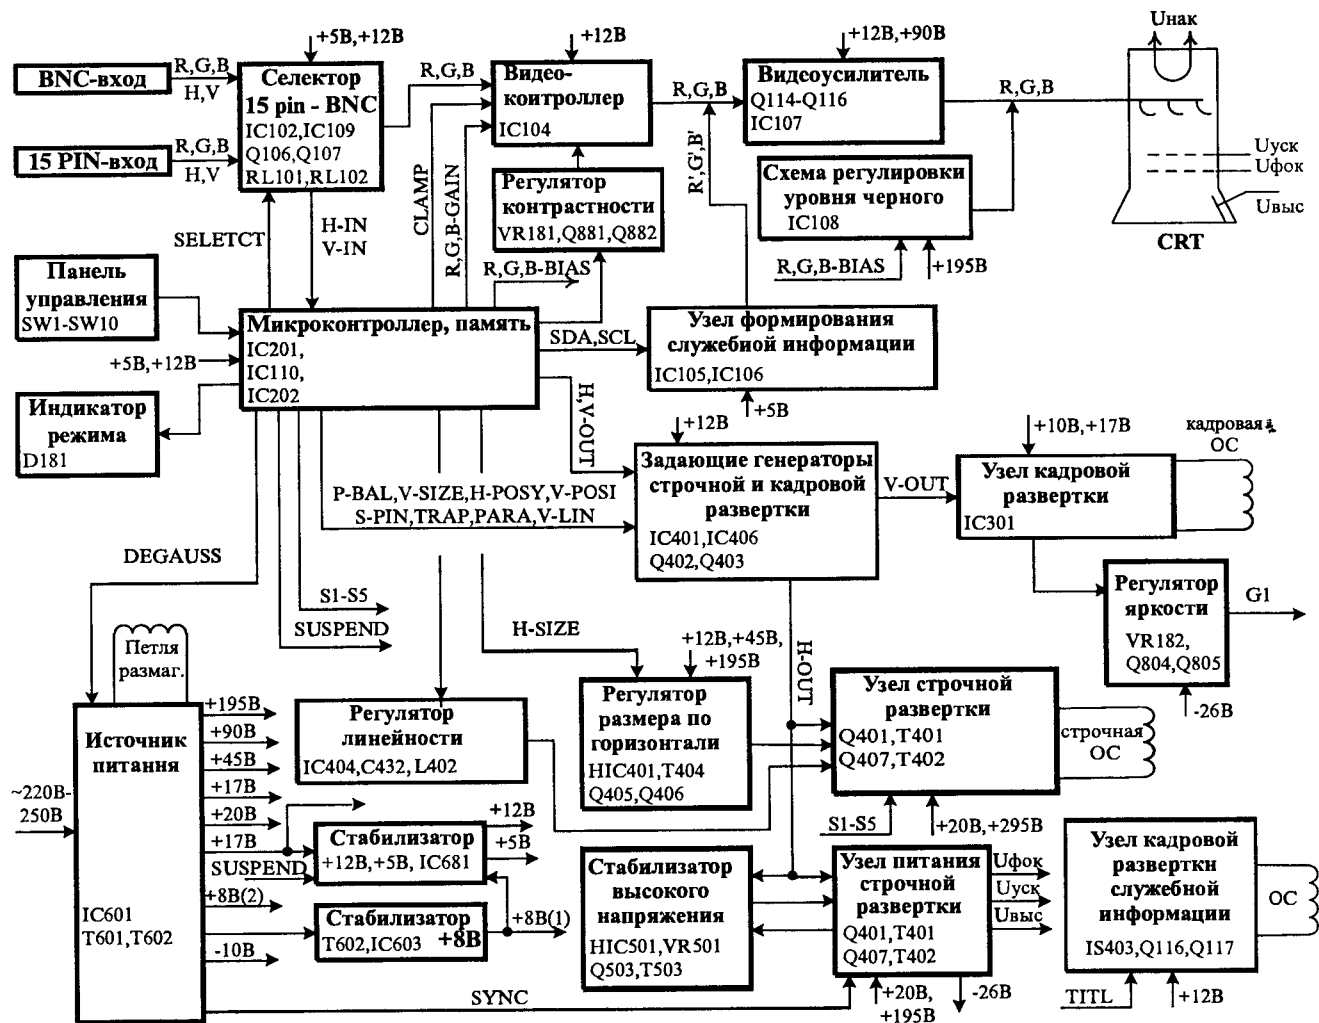 Uнак
+5В,+12В
+12В
+12В,+90В
BNC-вход
R,G,B
H,V
Селектор
15 pin - BNC
IC102,IC109
Q106,Q107
RL101,RL102
R,G,B
Видео-
контроллер
IC104
R,G,B
Видеоусилитель
Q114-Q116
IC107
R,G,B
15 PIN-вход
R,G,B
H,V
CLAMP
R,G,B-GAIN
R,G',B'
Регулятор
контрастности
VR181,Q881,Q882
Схема регулировки
уровня черного
IC108
Uуск
Uфок
Uвыс
CRT
SELETCT
H-IN
V-IN
R,G,B-BIAS
R,G,B-BIAS
+195В
Панель
управления
SW1-SW10
Микроконтроллер, память
IC201,
IC110,
IC202
SDA,SCL
Узел формирования
служебиой информации
IC105,IC106
+5В,+12В
+5В
Индикатор
режима
D181
H,V-OUT
+12В
Задающие генераторы
строчной и кадровой
развертки
IC401,IC406
Q402,Q403
V-OUT
+10В,+17В
Узел кадровой
развертки
IC301
кадровая
ОС
P-BAL,V-SIZE,H-POSY,V-POSI
S-PIN,TRAP,PARA,V-LIN
DEGAUSS
S1-S5
SUSPEND
H-SIZE
+12В,+45В,
+195В
H-OUT
Регулятор
яркости
VR182,
Q804,Q805
G1
-26В
Петля
размаг.
Источник
питания
IC601
T601,T602
~220В-
250В
+195В
+90В
+45В
+17В
+20В
+17В
SUSPEND
+8В(2)
-10В
Регулятор
линейности
IC404,C432,L402
Регулятор
размера по
горизонтали
HIC401,T404
Q405,Q406
Узел строчной
развертки
Q401,T401
Q407,T402
строчная
ОС
S1-S5
+20В,+295В
Стабилизатор
+12В,+5В, IC681
+12В
+5В
Стабилизатор
T602,IC603 +8В
+8В(1)
Стабилизатор
высокого
напряжения
HIC501,VR501
Q503,T503
Узел питания
строчной
развертки
Q401,T401
Q407,T402
Uфок
Uуск
Uвыс
Узел кадровой
разверткн
служебной
информации
IS403,Q116,Q117
ОС
SYNC
+20В,
+195В
-26В
TITL
+12В